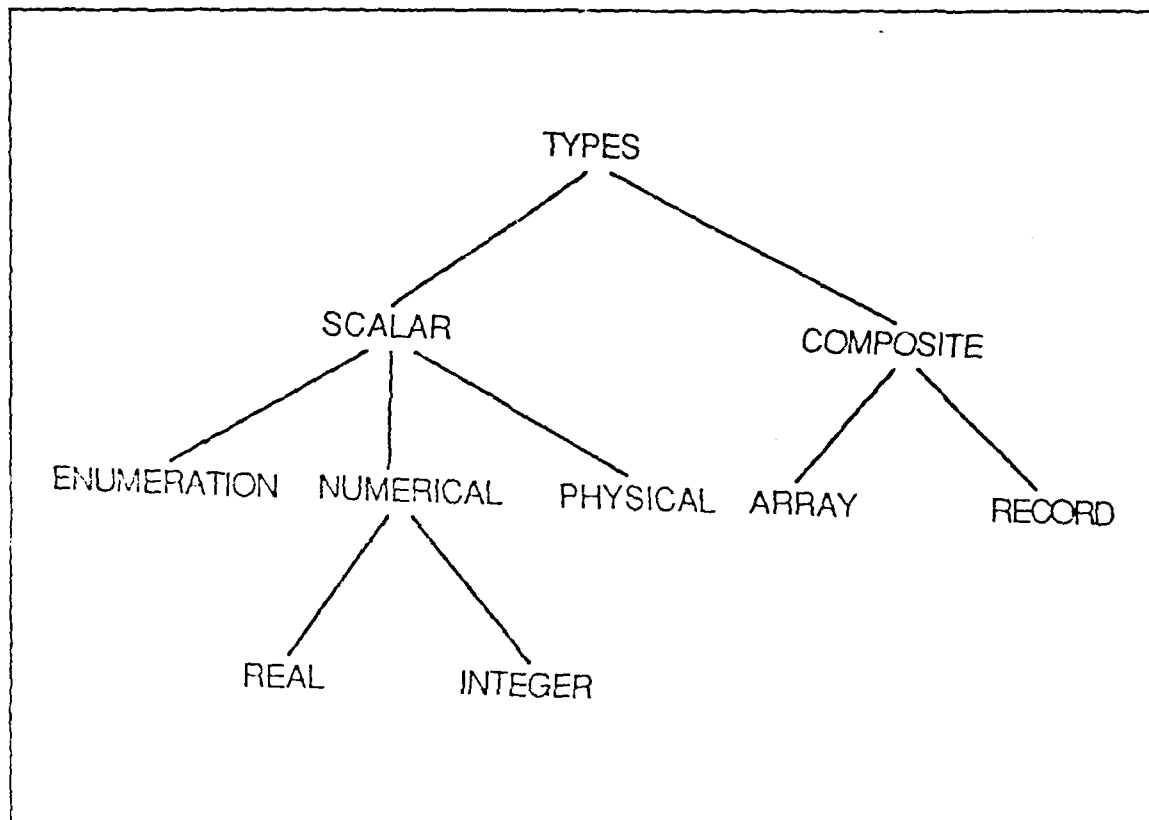 TYPES
SCALAR
COMPOSITE
ENUMERATION NUMERICAL PHYSICAL ARRAY RECORD
REAL INTEGER